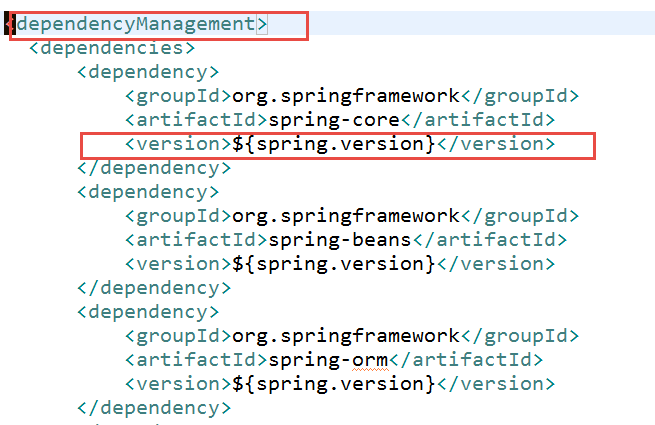 <dependencyManagement>
<dependencies>
<dependency>
<groupId>org.springframework</groupId>
<artifactId>spring-core</artifactId>
<version>${spring.version}</version>
</dependency>
<dependency>
<groupId>org.springframework</groupId>
<artifactId>spring-beans</artifactId>
<version>${spring.version}</version>
</dependency>
<dependency>
<groupId>org.springframework</groupId>
<artifactId>spring-orm</artifactId>
<version>${spring.version}</version>
</dependency>